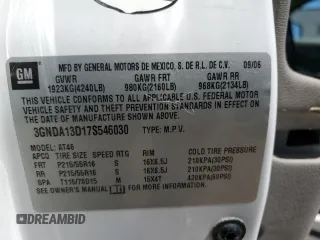 GM
MFD BY GENERAL MOTORS DE MEXICO, S. DE R.L. DE C.V. 09/06
GVWR GAWR FRT GAWR RR
1923KG(4240LB) 980KG(2160LB) 968KG(2134LB)
THIS VEHICLE CONFORMS TO ALL APPLICABLE U.S. FEDERAL MOTOR
VEHICLE SAFETY AND THEFT PREVENTION STANDARDS IN EFFECT ON
THE DATE OF MANUFACTURE SHOWN ABOVE.
3GNDA13D17S546030 TYPE: M.P.V.
MODEL: AT46
APCO TIRE SIZE SPEED RTG RIM COLD TIRE PRESSURE
FRT P215/55R16 S 16X6.5J 210KPA(30PSI)
RR P215/55R16 S 16X6.5J 210KPA(30PSI)
SPA T115/70D15 M 15X4T 420KPA(60PSI)
SEE OWNER'S MANUAL
AutoBidMaster